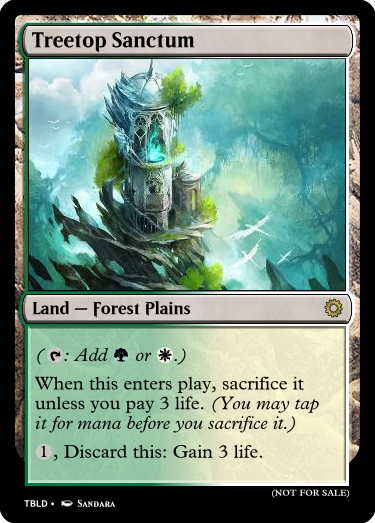 Treetop Sanctum
Land — Forest Plains
( : Add or .)
When this enters play, sacrifice it
unless you pay 3 life. (You may tap
it for mana before you sacrifice it.)
1, Discard this: Gain 3 life.
(NOT FOR SALE)
TBLD • SANDARA